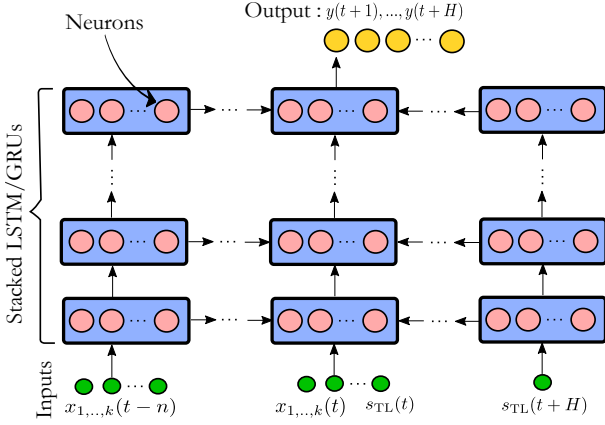 Output : y(t+1),...,y(t+H)
Neurons
Stacked LSTM/GRUs
Inputs
x1,..,k(t − n)
x1,..,k(t)
sTL(t)
sTL(t + H)